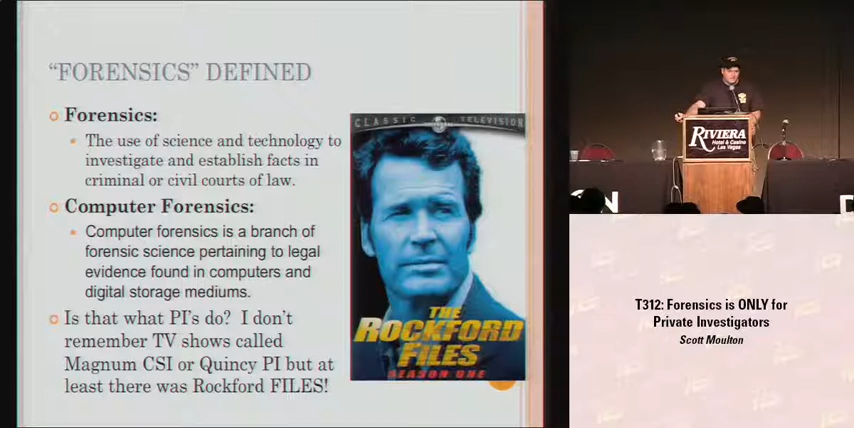 “FORENSICS” DEFINED
Forensics:
The use of science and technology to
investigate and establish facts in
criminal or civil courts of law.
Computer Forensics:
Computer forensics is a branch of
forensic science pertaining to legal
evidence found in computers and
digital storage mediums.
Is that what PI’s do? I don’t
remember TV shows called
Magnum CSI or Quincy PI but at
least there was Rockford FILES!
CLASSIC TELEVISION
THE
ROCKFORD
FILES
SEASON ONE
RIVIERA
Hotel & Casino
Las Vegas
ON
D
T312: Forensics is ONLY for
Private Investigators
Scott Moulton